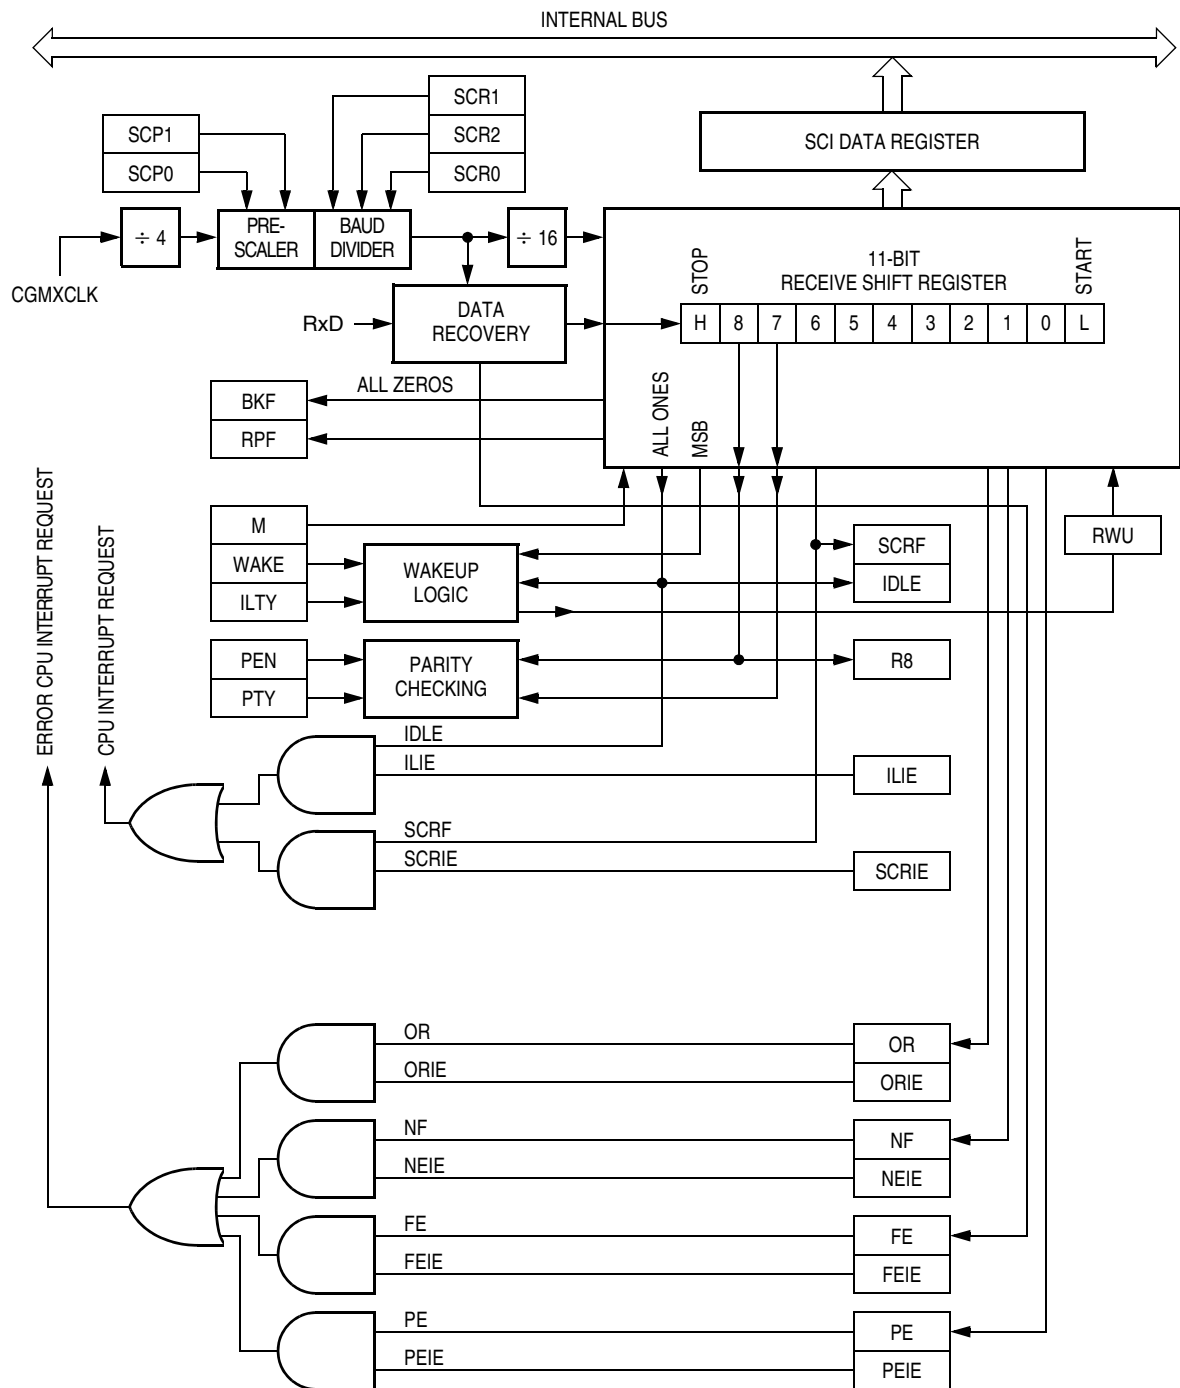 INTERNAL BUS
SCR1
SCR2
SCR0
SCP1
SCP0
SCI DATA REGISTER
÷ 4
PRE-
SCALER
BAUD
DIVIDER
÷ 16
CGMXCLK
RxD
DATA
RECOVERY
STOP
11-BIT
RECEIVE SHIFT REGISTER
START
H 8 7 6 5 4 3 2 1 0 L
ALL ZEROS
BKF
RPF
ALL ONES
MSB
ERROR CPU INTERRUPT REQUEST
CPU INTERRUPT REQUEST
M
WAKE
ILTY
WAKEUP
LOGIC
SCRF
IDLE
RWU
PEN
PTY
PARITY
CHECKING
R8
IDLE
ILIE
ILIE
SCRF
SCRIE
SCRIE
OR
ORIE
OR
ORIE
NF
NEIE
NF
NEIE
FE
FEIE
FE
FEIE
PE
PEIE
PE
PEIE